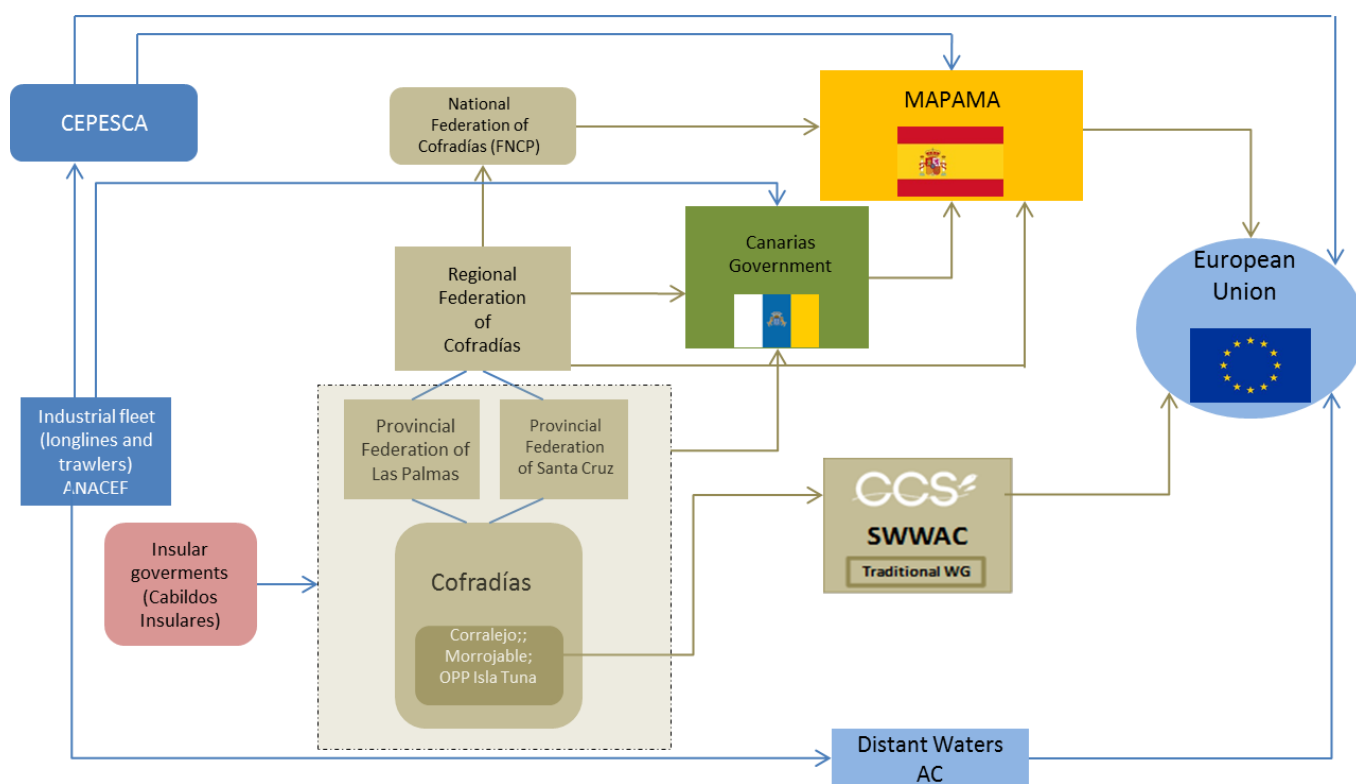 CEPESCA
National
Federation of
Cofradías (FNCP)
MAPAMA
Canarias
Government
Regional
Federation
of
Cofradías
European
Union
Industrial fleet
(longlines and
trawlers)
ANACEF
Provincial
Federation of
Las Palmas
Provincial
Federation
of Santa Cruz
CCS
SWWAC
Traditional WG
Insular
goverments
(Cabildos
Insulares)
Cofradías
Corralejo;;
Morrojable;
OPP Isla Tuna
Distant Waters
AC